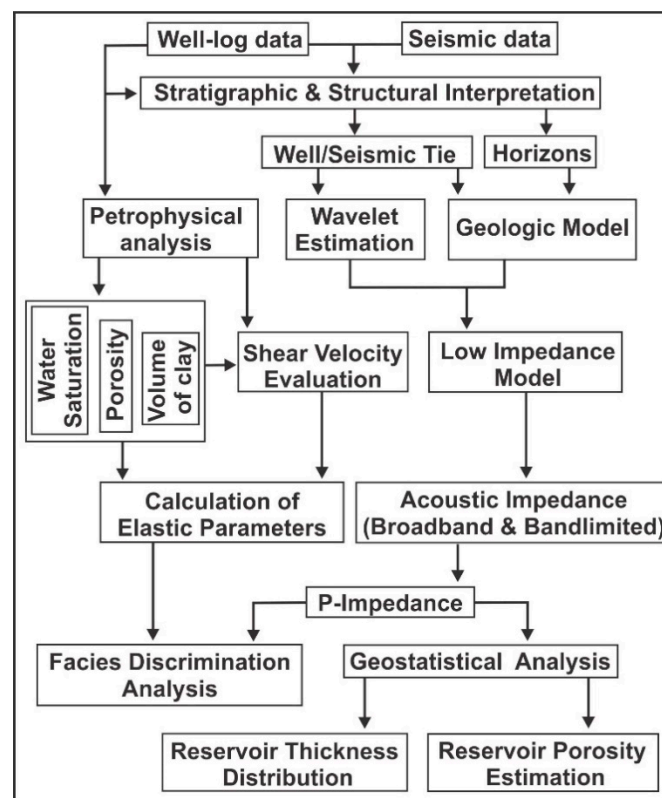 Well-log data
Seismic data
Stratigraphic & Structural Interpretation
Well/Seismic Tie
Horizons
Petrophysical
analysis
Wavelet
Estimation
Geologic Model
Water
Saturation
Porosity
Volume
of clay
Shear Velocity
Evaluation
Low Impedance
Model
Calculation of
Elastic Parameters
Acoustic Impedance
(Broadband & Bandlimited)
P-Impedance
Facies Discrimination
Analysis
Geostatistical Analysis
Reservoir Thickness
Distribution
Reservoir Porosity
Estimation